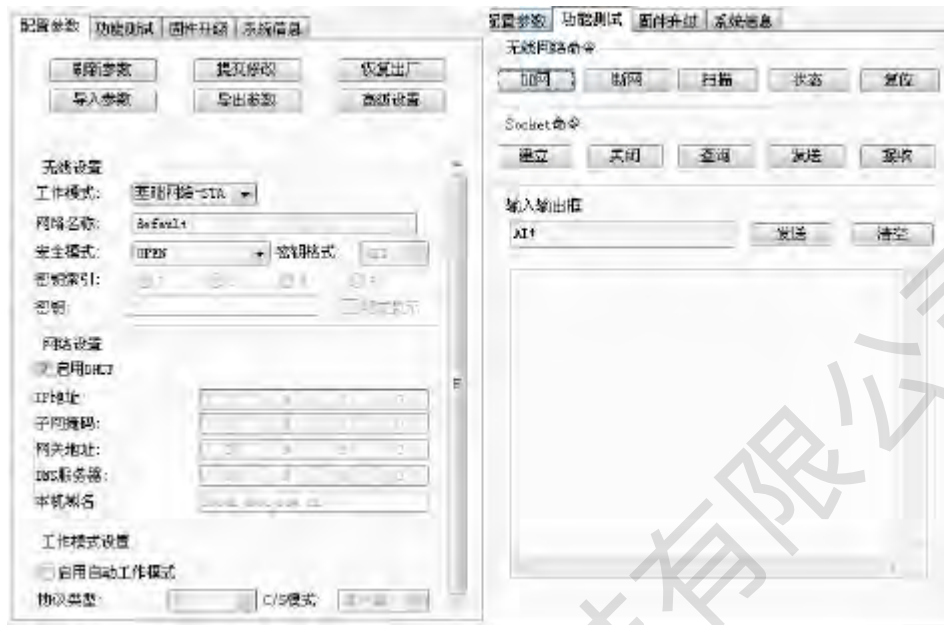 配置参数 功能测试 固件升级 系统信息
刷新参数 提交修改 恢复出厂
导入参数 导出参数 高级设置
无线设置
工作模式: 基础网络-STA
网络名称: default
安全模式: OPEN 密钥格式
密钥索引:
密钥:
网络设置
启用DHCP
IP地址
子网掩码:
网关地址:
DNS服务器:
本机域名
工作模式设置
启用自动工作模式
协议类型: C/S模式
配置参数 功能测试 固件升级 系统信息
无线网络命令
加网 断网 扫描 状态 复位
Socket命令
建立 关闭 查询 发送 接收
输入输出框
AT+ 发送 清空
有限公司